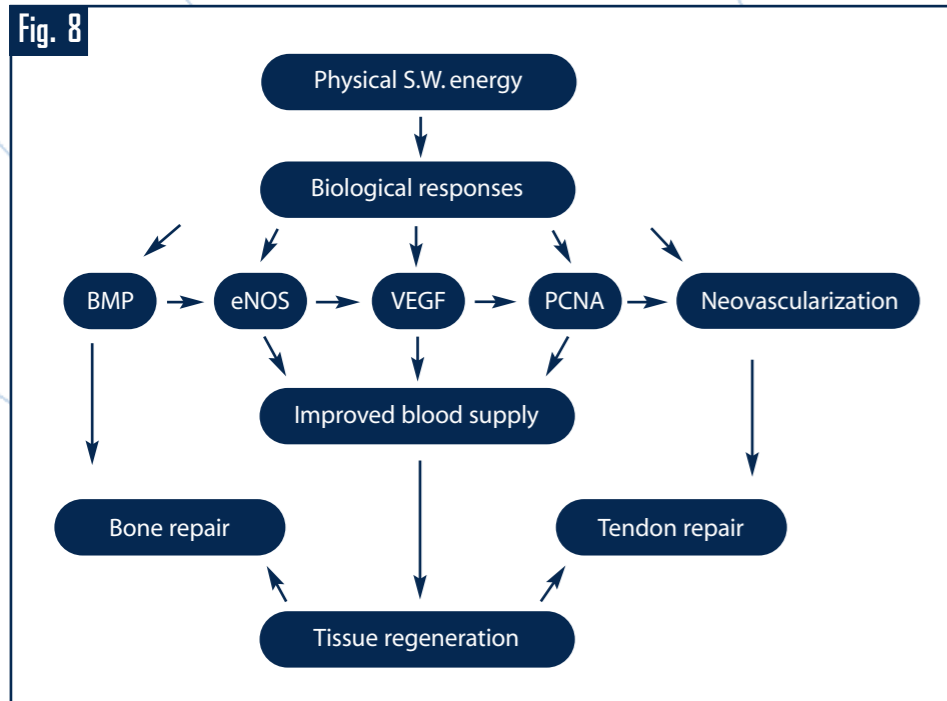 Fig. 8
Physical S.W. energy
Biological responses
BMP
eNOS
VEGF
PCNA
Neovascularization
Improved blood supply
Bone repair
Tendon repair
Tissue regeneration